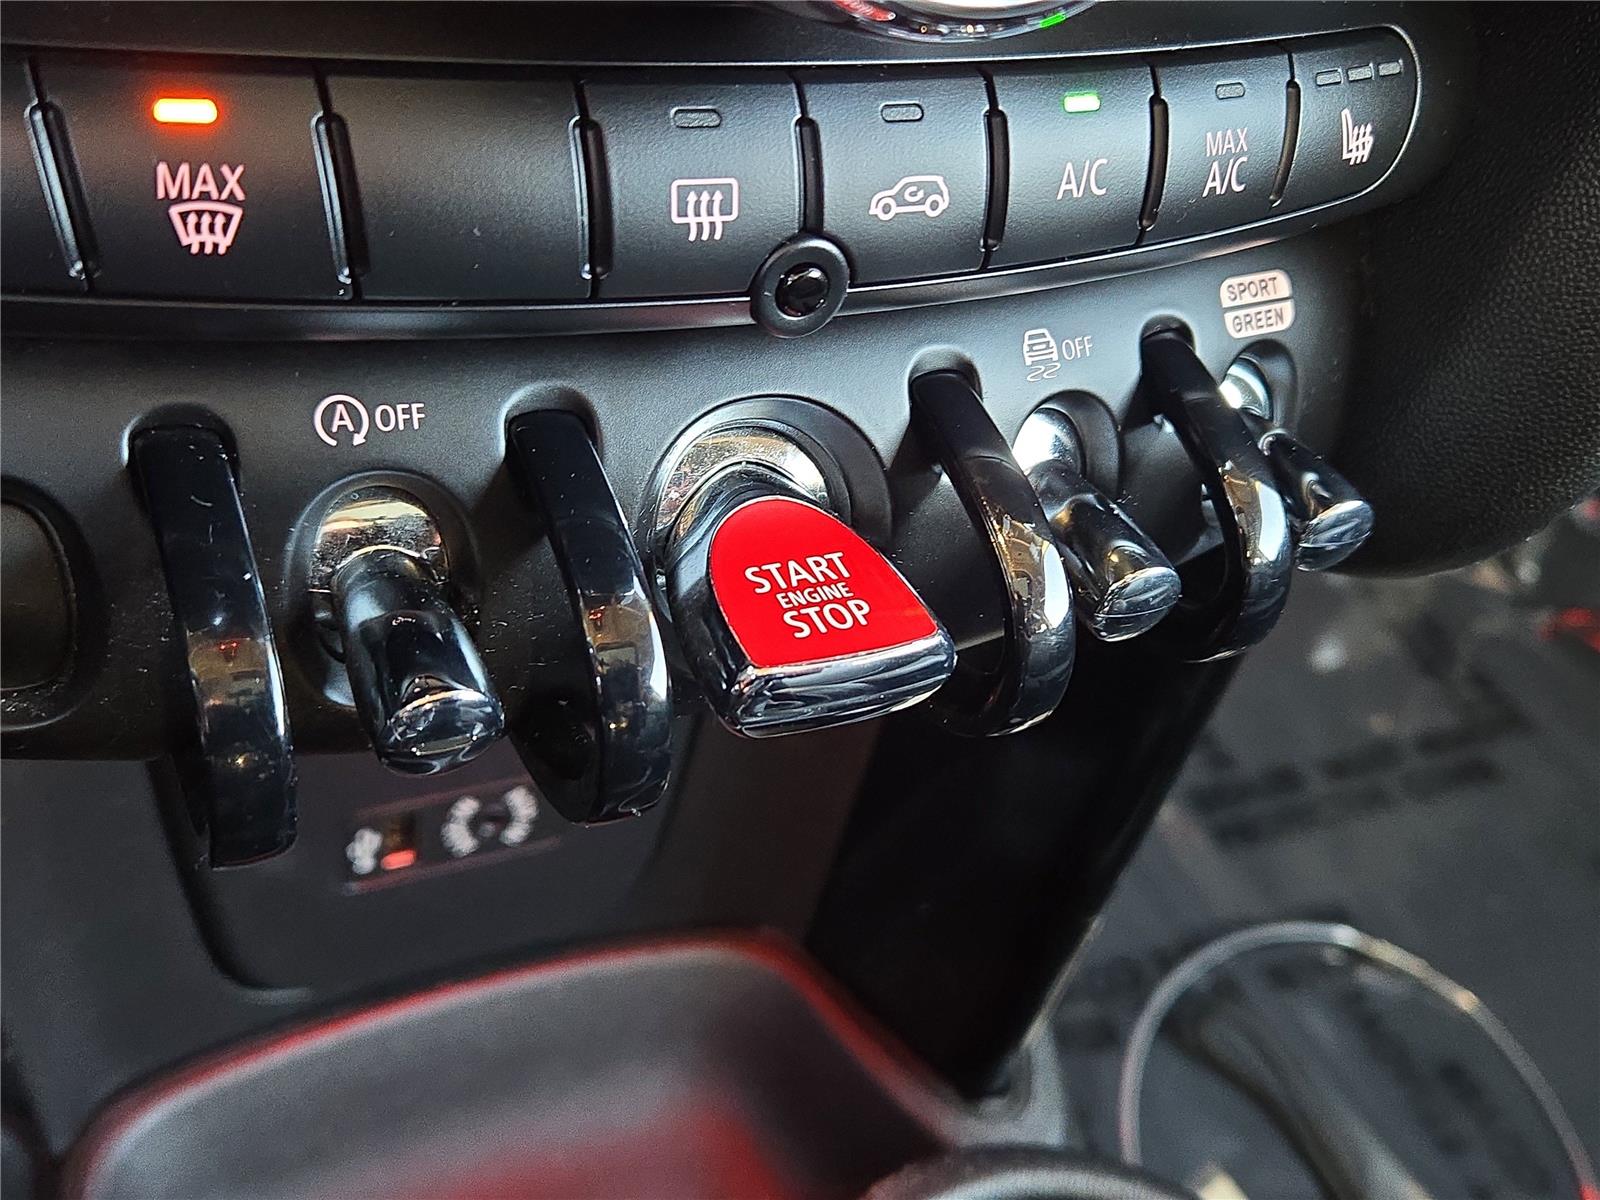 MAX
A/C
MAX
A/C
SPORT
GREEN
OFF
A OFF
START
ENGINE
STOP